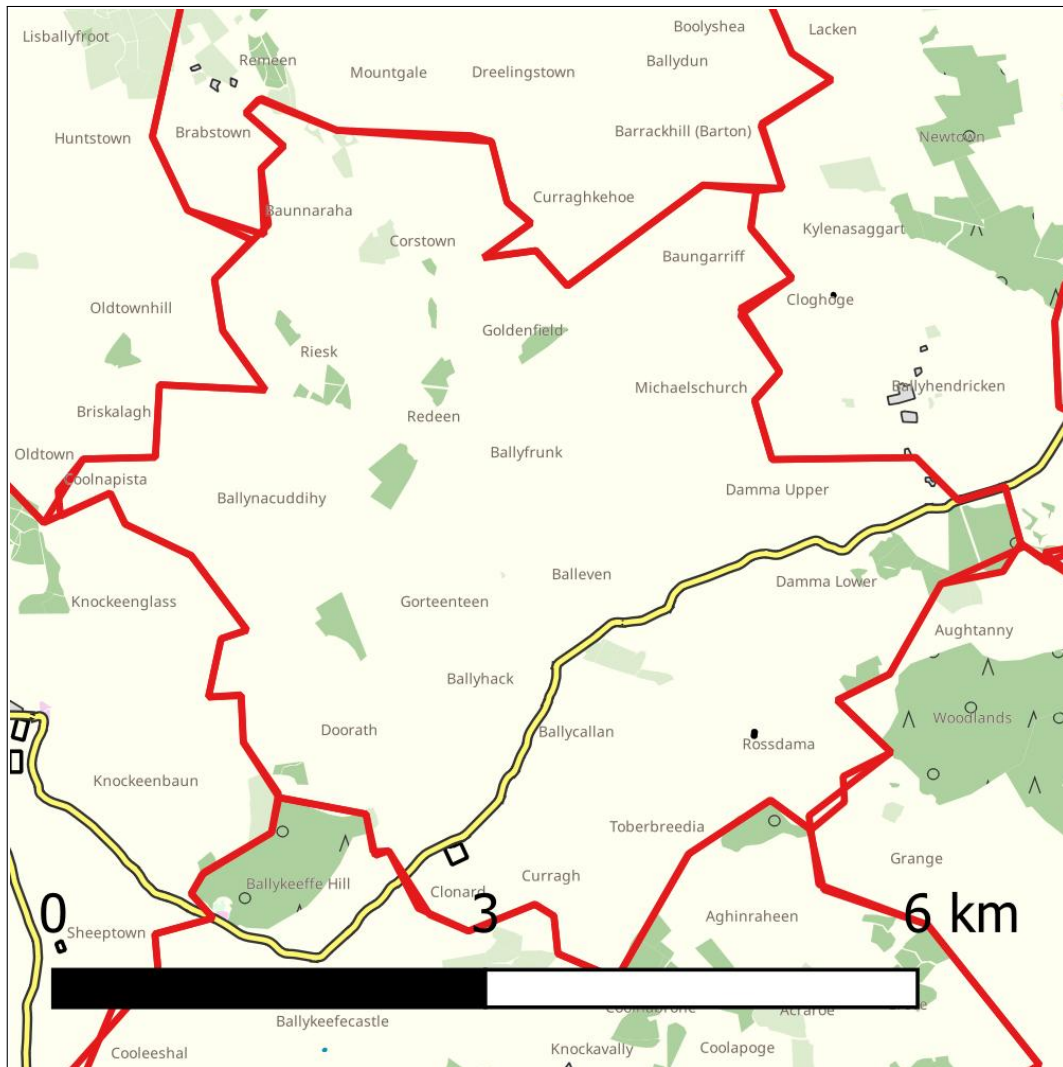 Boolyshea
Lacken
Lisballyfroot
Remeen
Ballydun
Mountgale
Dreelingstown
Huntstown
Brabstown
Barrackhill (Barton)
Newtown
Curraghkehoe
Baunnaraha
Kylenasaggart
Corstown
Baungarriff
Cloghoge
Oldtownhill
Goldenfield
Riesk
Michaelschurch
Ballyhendricken
Briskalagh
Redeen
Oldtown
Ballyfrunk
Coolnapista
Damma Upper
Ballynacuddihy
Balleven
Damma Lower
Knockeenglass
Gorteenteen
Aughtanny
Ballyhack
Woodlands
Doorath
Ballycallan
Rossdama
Knockeenbaun
Toberbreedia
Grange
Curragh
Ballykeeffe Hill
Clonard
0
3
6 km
Aghinraheen
Sheeptown
Acraroe
Ballykeefecastle
Cooleeshal
Knockavally
Coolapoge